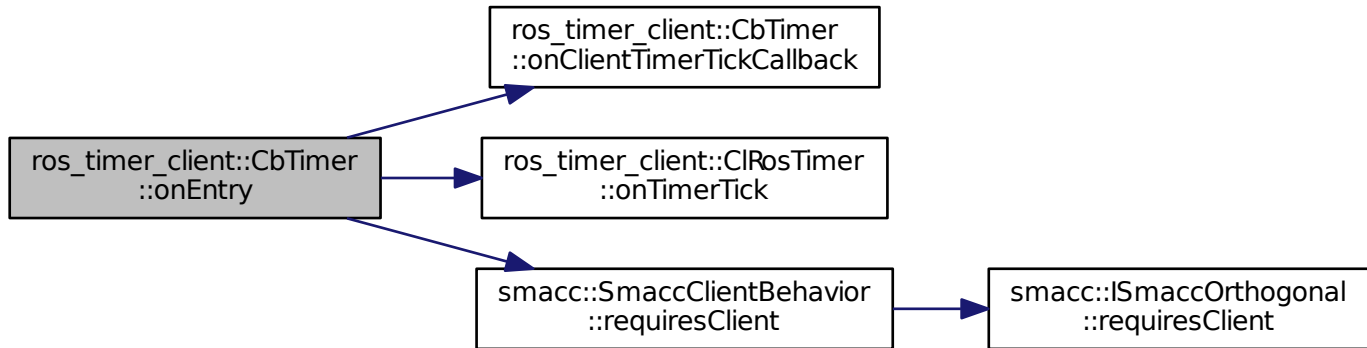 ros_timer_client::CbTimer
::onEntry
ros_timer_client::CbTimer
::onClientTimerTickCallback
ros_timer_client::ClRosTimer
::onTimerTick
smacc::SmaccClientBehavior
::requiresClient
smacc::ISmaccOrthogonal
::requiresClient